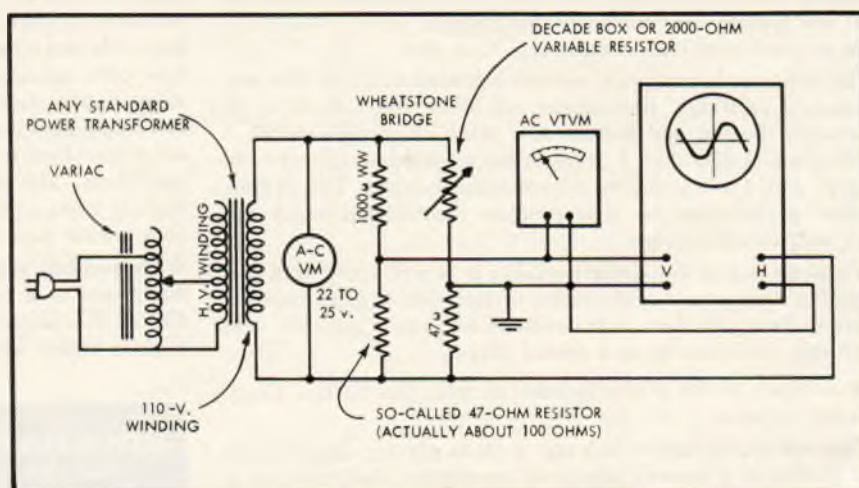 DECADE BOX OR 2000-OHM
VARIABLE RESISTOR
ANY STANDARD
POWER TRANSFORMER
WHEATSTONE
BRIDGE
AC VTVM
VARIAC
H.V. WINDING
1000ω WW
A-C
VM
22 TO
25 v.
47ω
V
H
110-V.
WINDING
SO-CALLED 47-OHM RESISTOR
(ACTUALLY ABOUT 100 OHMS)